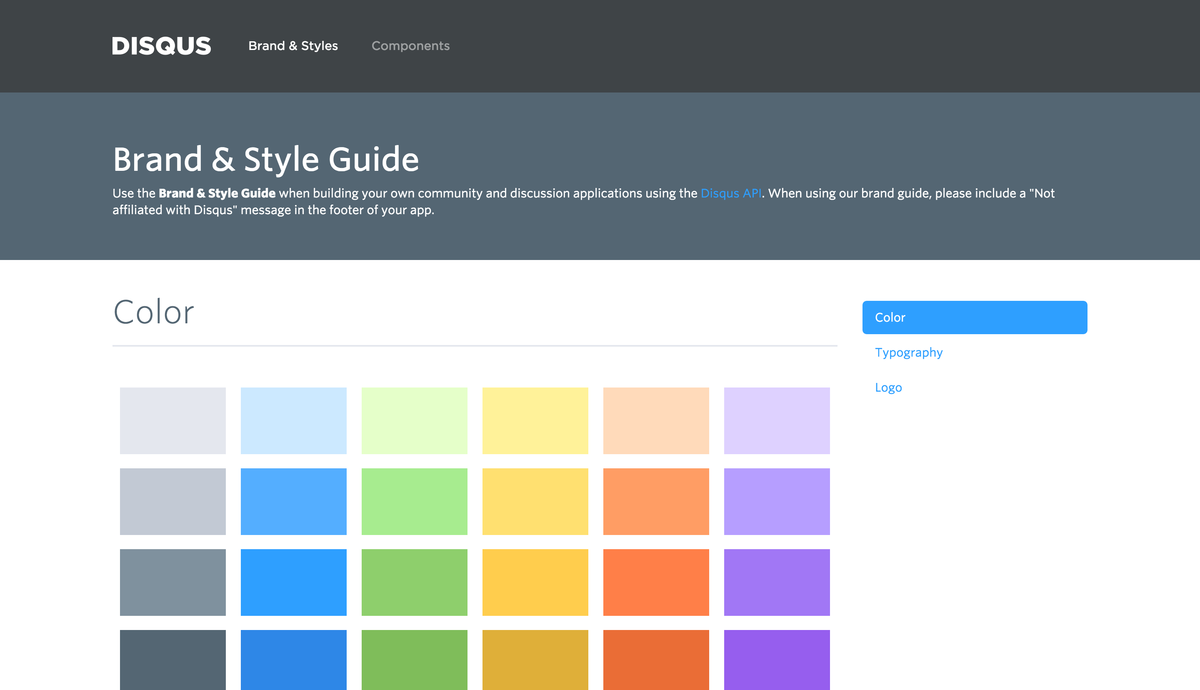 DISQUS Brand & Styles Components
Brand & Style Guide
Use the Brand & Style Guide when building your own community and discussion applications using the Disqus API. When using our brand guide, please include a "Not
affiliated with Disqus" message in the footer of your app.
Color
Color
Typography
Logo